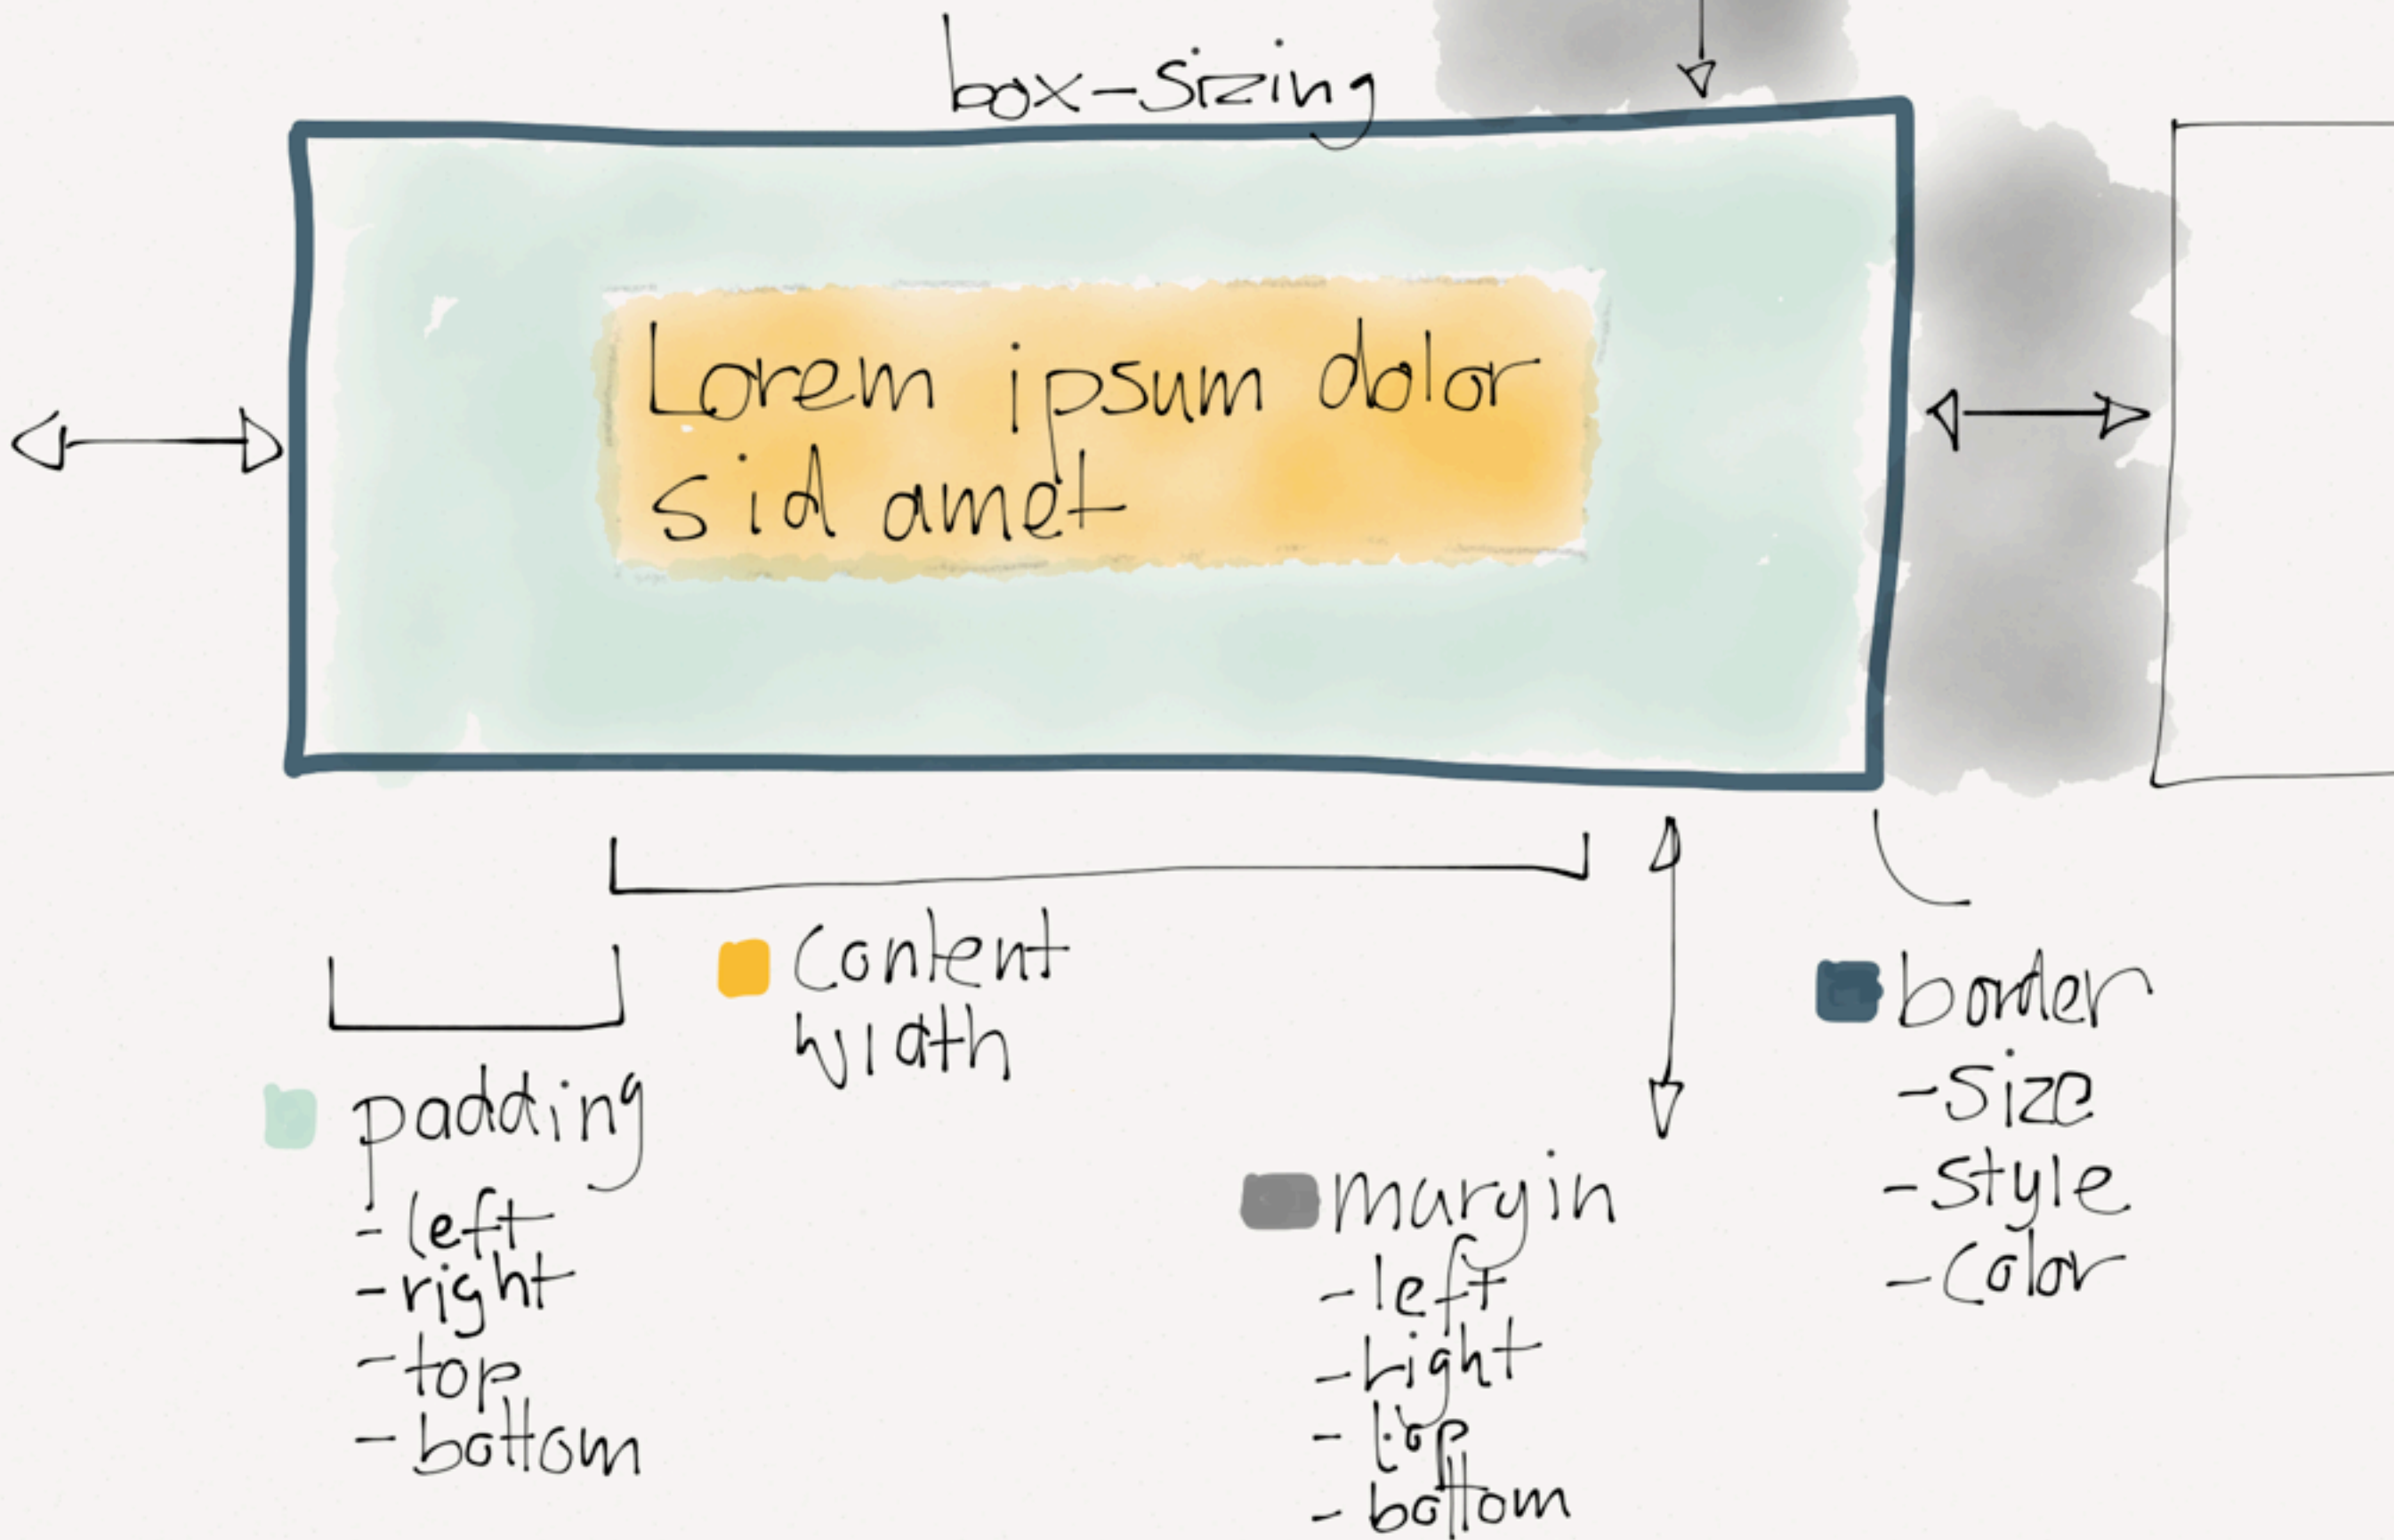 box-sizing
Lorem ipsum dolor
sid amet
content
width
padding
- left
- right
- top
- bottom
margin
- left
- right
- top
- bottom
border
- size
- style
- color